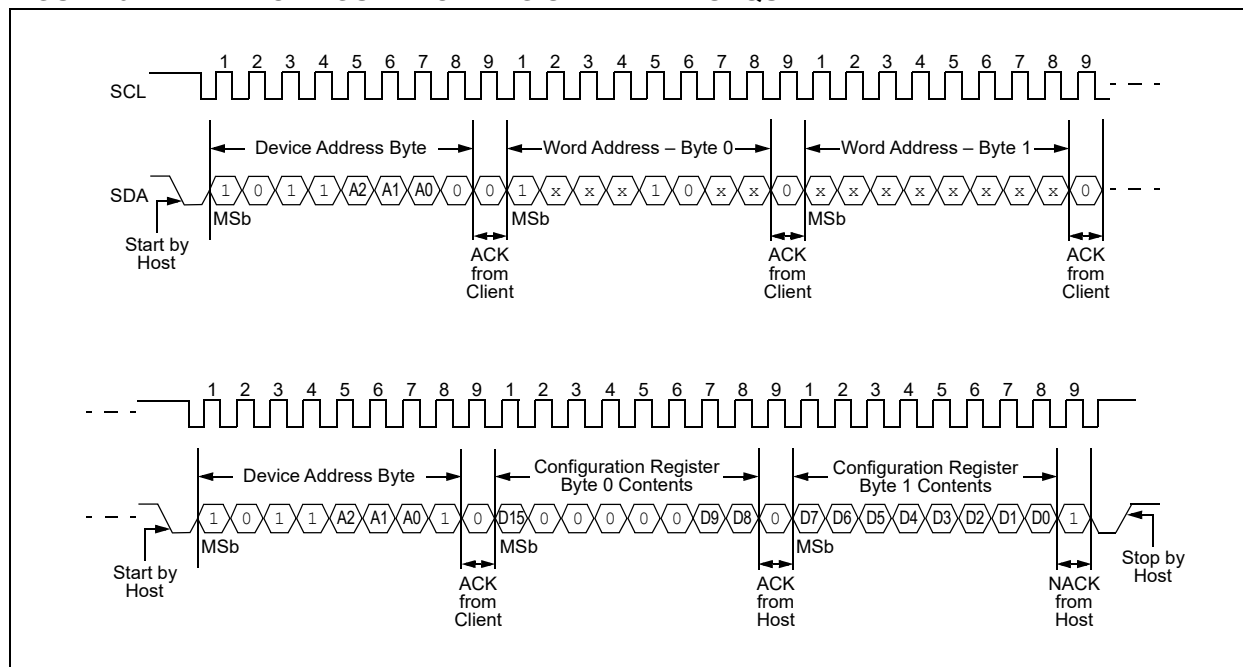 1 2 3 4 5 6 7 8 9 1 2 3 4 5 6 7 8 9 1 2 3 4 5 6 7 8 9
SCL
Device Address Byte Word Address – Byte 0 Word Address – Byte 1
SDA 1 0 1 1 A2 A1 A0 0 0 1 x x x 1 0 x x 0 x x x x x x x x 0
MSb MSb MSb
Start by
Host
ACK
from
Client
ACK
from
Client
ACK
from
Client
1 2 3 4 5 6 7 8 9 1 2 3 4 5 6 7 8 9 1 2 3 4 5 6 7 8 9
Device Address Byte
Configuration Register
Byte 0 Contents
Configuration Register
Byte 1 Contents
1 0 1 1 A2 A1 A0 1 0 D15 0 0 0 0 0 D9 D8 0 D7 D6 D5 D4 D3 D2 D1 D0 1
MSb MSb MSb
Start by
Host
ACK
from
Client
ACK
from
Host
NACK
from
Host
Stop by
Host